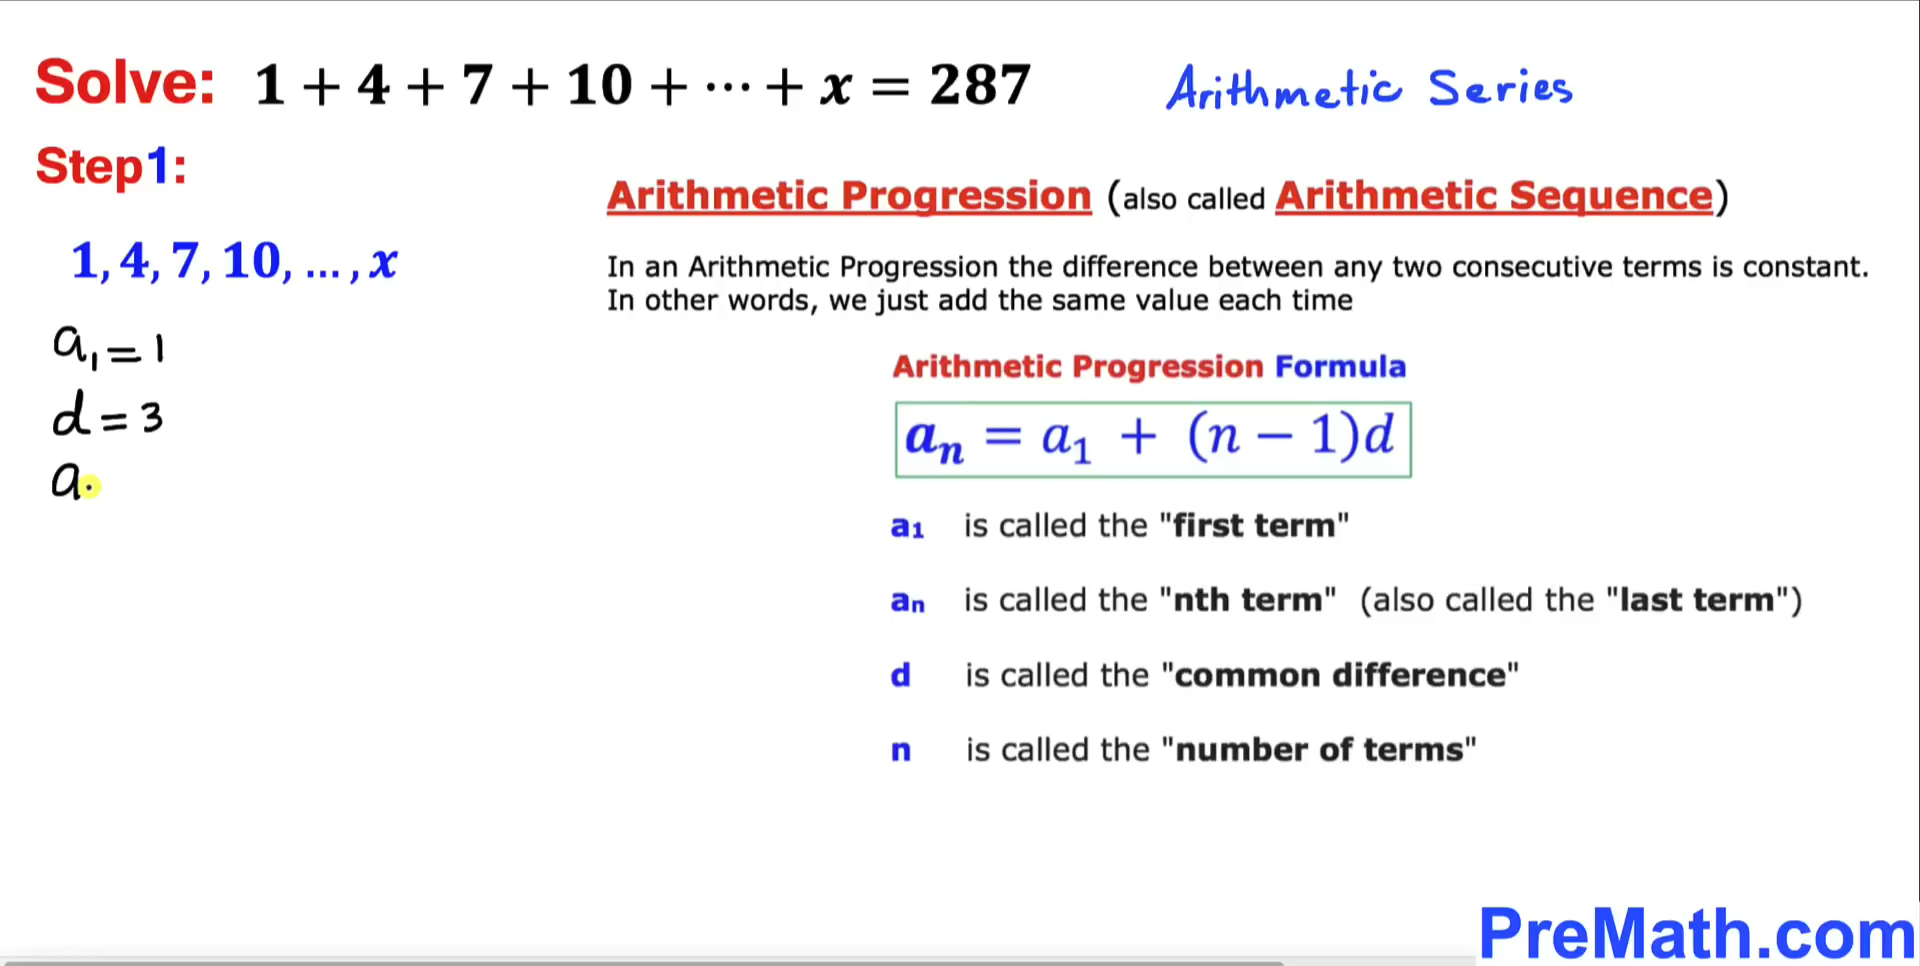 Solve: 1 + 4 + 7 + 10 + ⋯ + x = 287
Arithmetic Series
Step1:
1, 4, 7, 10, … , x
a₁ = 1
d = 3
a
Arithmetic Progression (also called Arithmetic Sequence)
In an Arithmetic Progression the difference between any two consecutive terms is constant.
In other words, we just add the same value each time
Arithmetic Progression Formula
aₙ = a₁ + (n − 1)d
a₁ is called the "first term"
aₙ is called the "nth term" (also called the "last term")
d is called the "common difference"
n is called the "number of terms"
PreMath.com